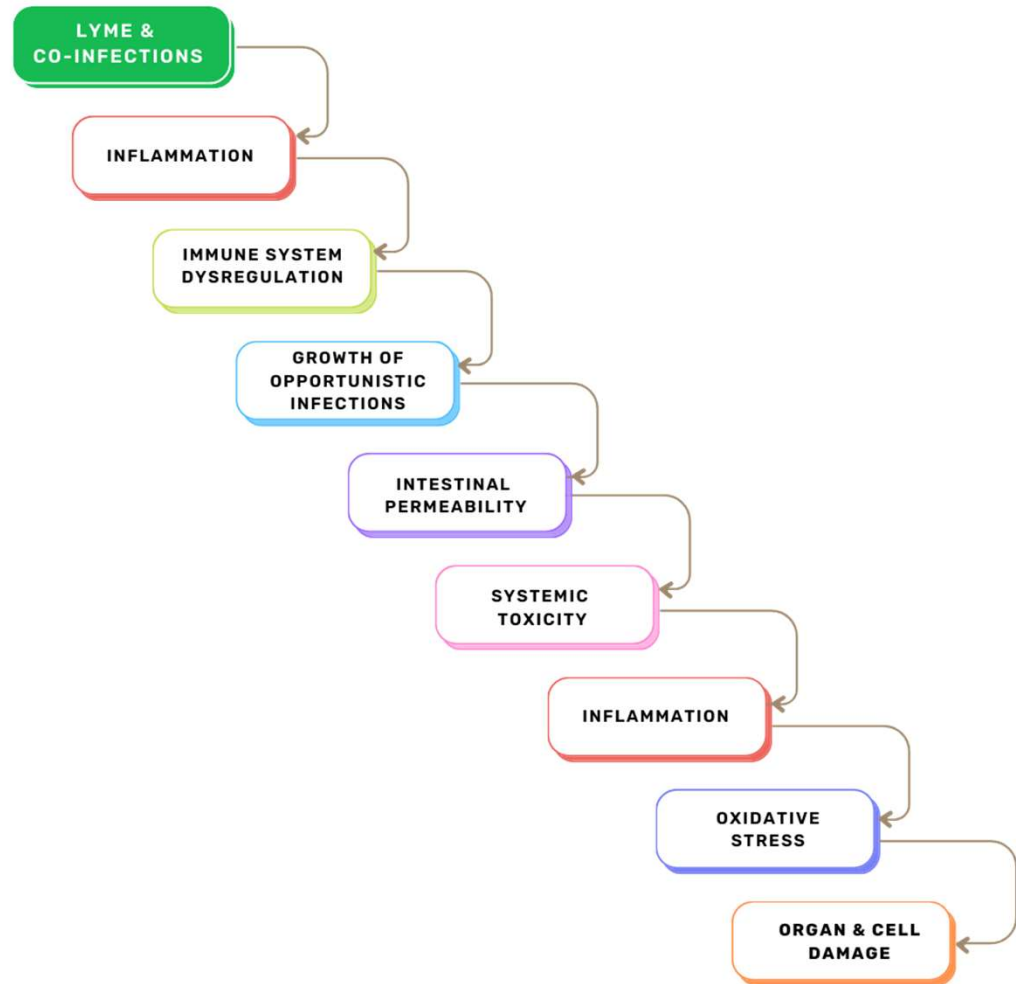 LYME &
CO-INFECTIONS
INFLAMMATION
IMMUNE SYSTEM
DYSREGULATION
GROWTH OF
OPPORTUNISTIC
INFECTIONS
INTESTINAL
PERMEABILITY
SYSTEMIC
TOXICITY
INFLAMMATION
OXIDATIVE
STRESS
ORGAN & CELL
DAMAGE